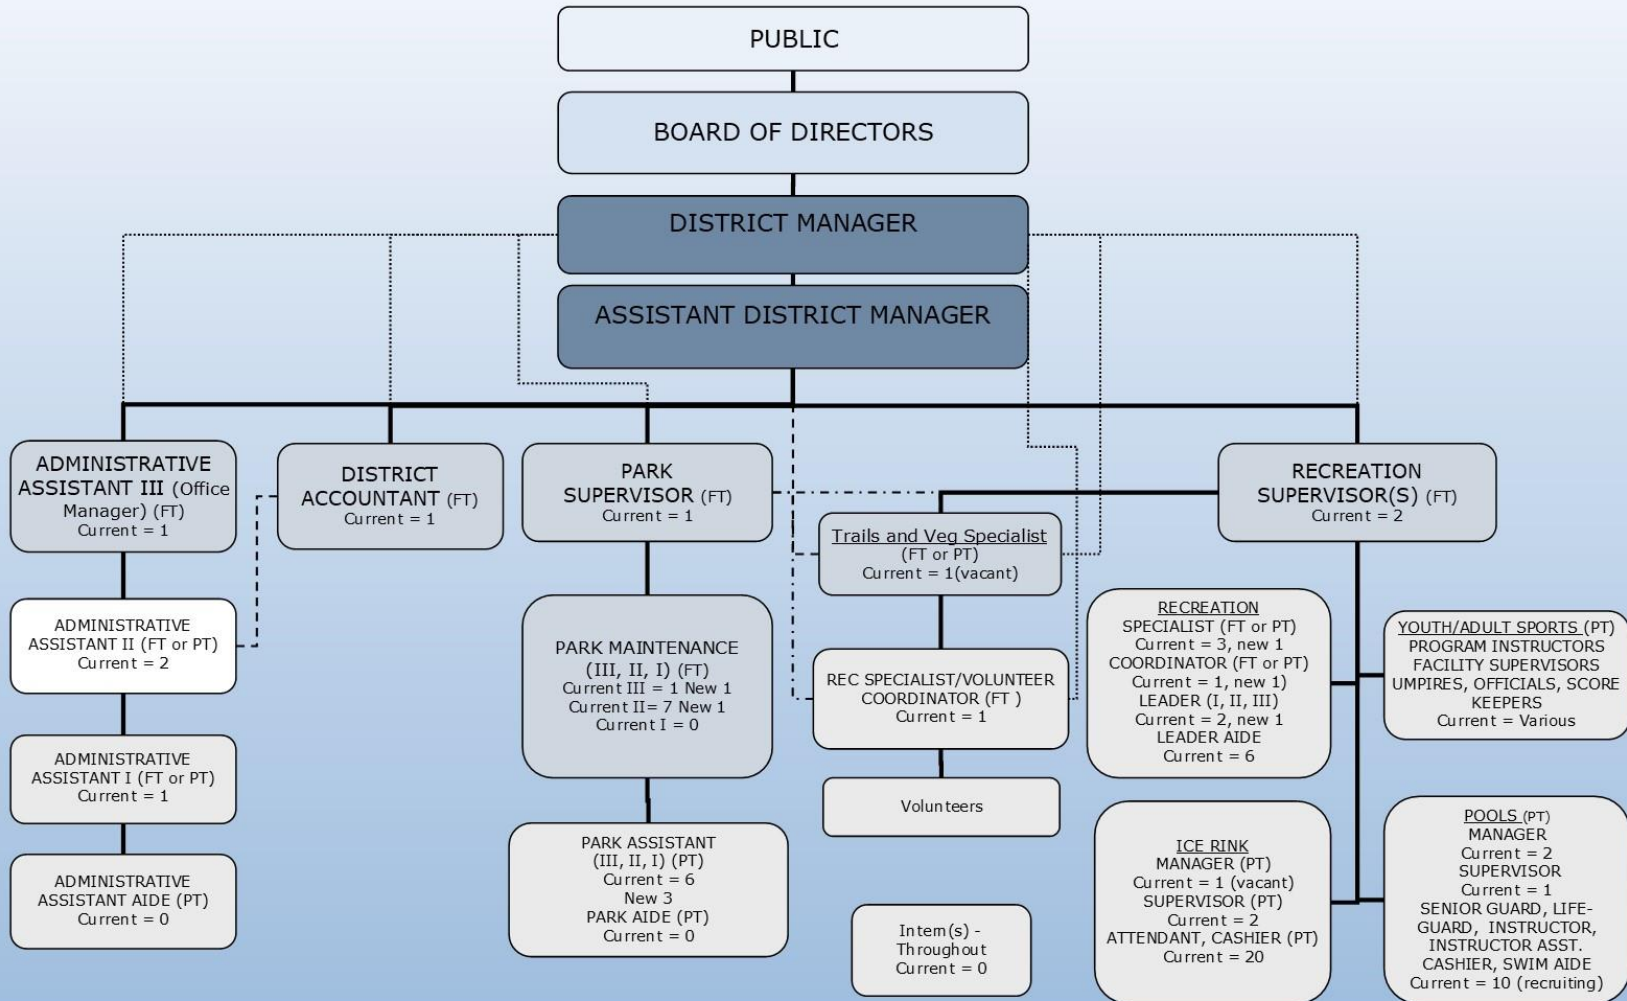 PUBLIC
BOARD OF DIRECTORS
DISTRICT MANAGER
ASSISTANT DISTRICT MANAGER
ADMINISTRATIVE
ASSISTANT III (Office
Manager) (FT)
Current = 1
DISTRICT
ACCOUNTANT (FT)
Current = 1
PARK
SUPERVISOR (FT)
Current = 1
RECREATION
SUPERVISOR(S) (FT)
Current = 2
Trails and Veg Specialist
(FT or PT)
Current = 1(vacant)
ADMINISTRATIVE
ASSISTANT II (FT or PT)
Current = 2
PARK MAINTENANCE
(III, II, I) (FT)
Current III = 1 New 1
Current II= 7 New 1
Current I = 0
REC SPECIALIST/VOLUNTEER
COORDINATOR (FT )
Current = 1
RECREATION
SPECIALIST (FT or PT)
Current = 3, new 1
COORDINATOR (FT or PT)
Current = 1, new 1)
LEADER (I, II, III)
Current = 2, new 1
LEADER AIDE
Current = 6
YOUTH/ADULT SPORTS (PT)
PROGRAM INSTRUCTORS
FACILITY SUPERVISORS
UMPIRES, OFFICIALS, SCORE
KEEPERS
Current = Various
ADMINISTRATIVE
ASSISTANT I (FT or PT)
Current = 1
Volunteers
ADMINISTRATIVE
ASSISTANT AIDE (PT)
Current = 0
PARK ASSISTANT
(III, II, I) (PT)
Current = 6
New 3
PARK AIDE (PT)
Current = 0
Intern(s) -
Throughout
Current = 0
ICE RINK
MANAGER (PT)
Current = 1 (vacant)
SUPERVISOR (PT)
Current = 2
ATTENDANT, CASHIER (PT)
Current = 20
POOLS (PT)
MANAGER
Current = 2
SUPERVISOR
Current = 1
SENIOR GUARD, LIFE-
GUARD, INSTRUCTOR,
INSTRUCTOR ASST.
CASHIER, SWIM AIDE
Current = 10 (recruiting)